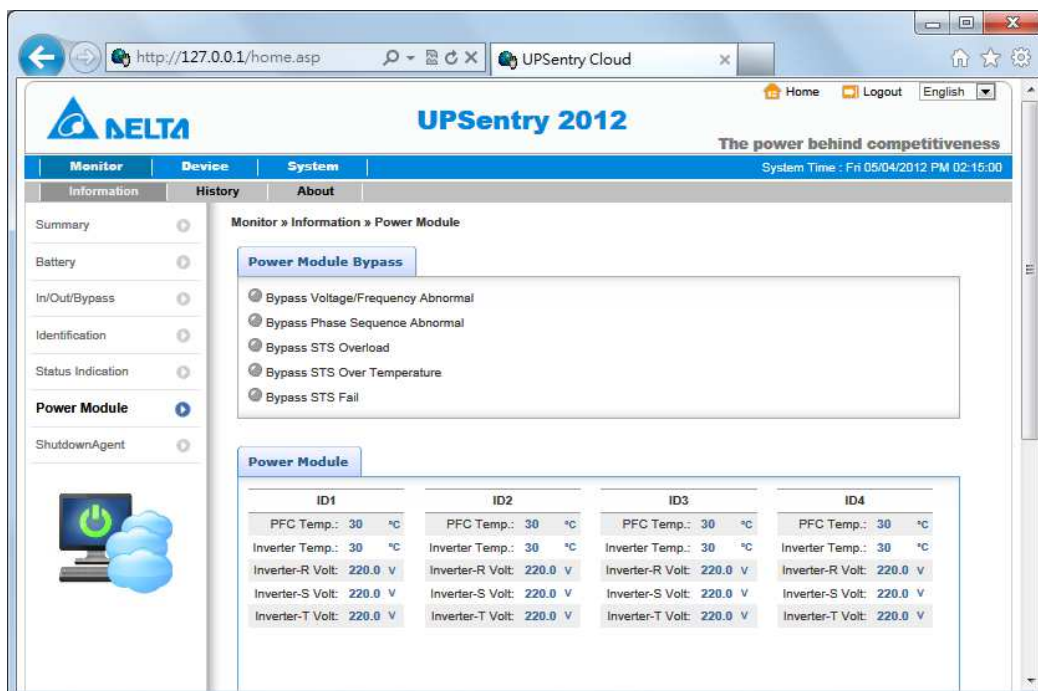 http://127.0.0.1/home.asp
UPSentry Cloud
Home Logout English
DELTA
UPSentry 2012
The power behind competitiveness
Monitor Device System
System Time : Fri 05/04/2012 PM 02:15:00
Information History About
Summary
Battery
In/Out/Bypass
Identification
Status Indication
Power Module
ShutdownAgent
Monitor » Information » Power Module
Power Module Bypass
Bypass Voltage/Frequency Abnormal
Bypass Phase Sequence Abnormal
Bypass STS Overload
Bypass STS Over Temperature
Bypass STS Fail
Power Module
ID1 ID2 ID3 ID4
PFC Temp.: 30 °C PFC Temp.: 30 °C PFC Temp.: 30 °C PFC Temp.: 30 °C
Inverter Temp.: 30 °C Inverter Temp.: 30 °C Inverter Temp.: 30 °C Inverter Temp.: 30 °C
Inverter-R Volt: 220.0 V Inverter-R Volt: 220.0 V Inverter-R Volt: 220.0 V Inverter-R Volt: 220.0 V
Inverter-S Volt: 220.0 V Inverter-S Volt: 220.0 V Inverter-S Volt: 220.0 V Inverter-S Volt: 220.0 V
Inverter-T Volt: 220.0 V Inverter-T Volt: 220.0 V Inverter-T Volt: 220.0 V Inverter-T Volt: 220.0 V